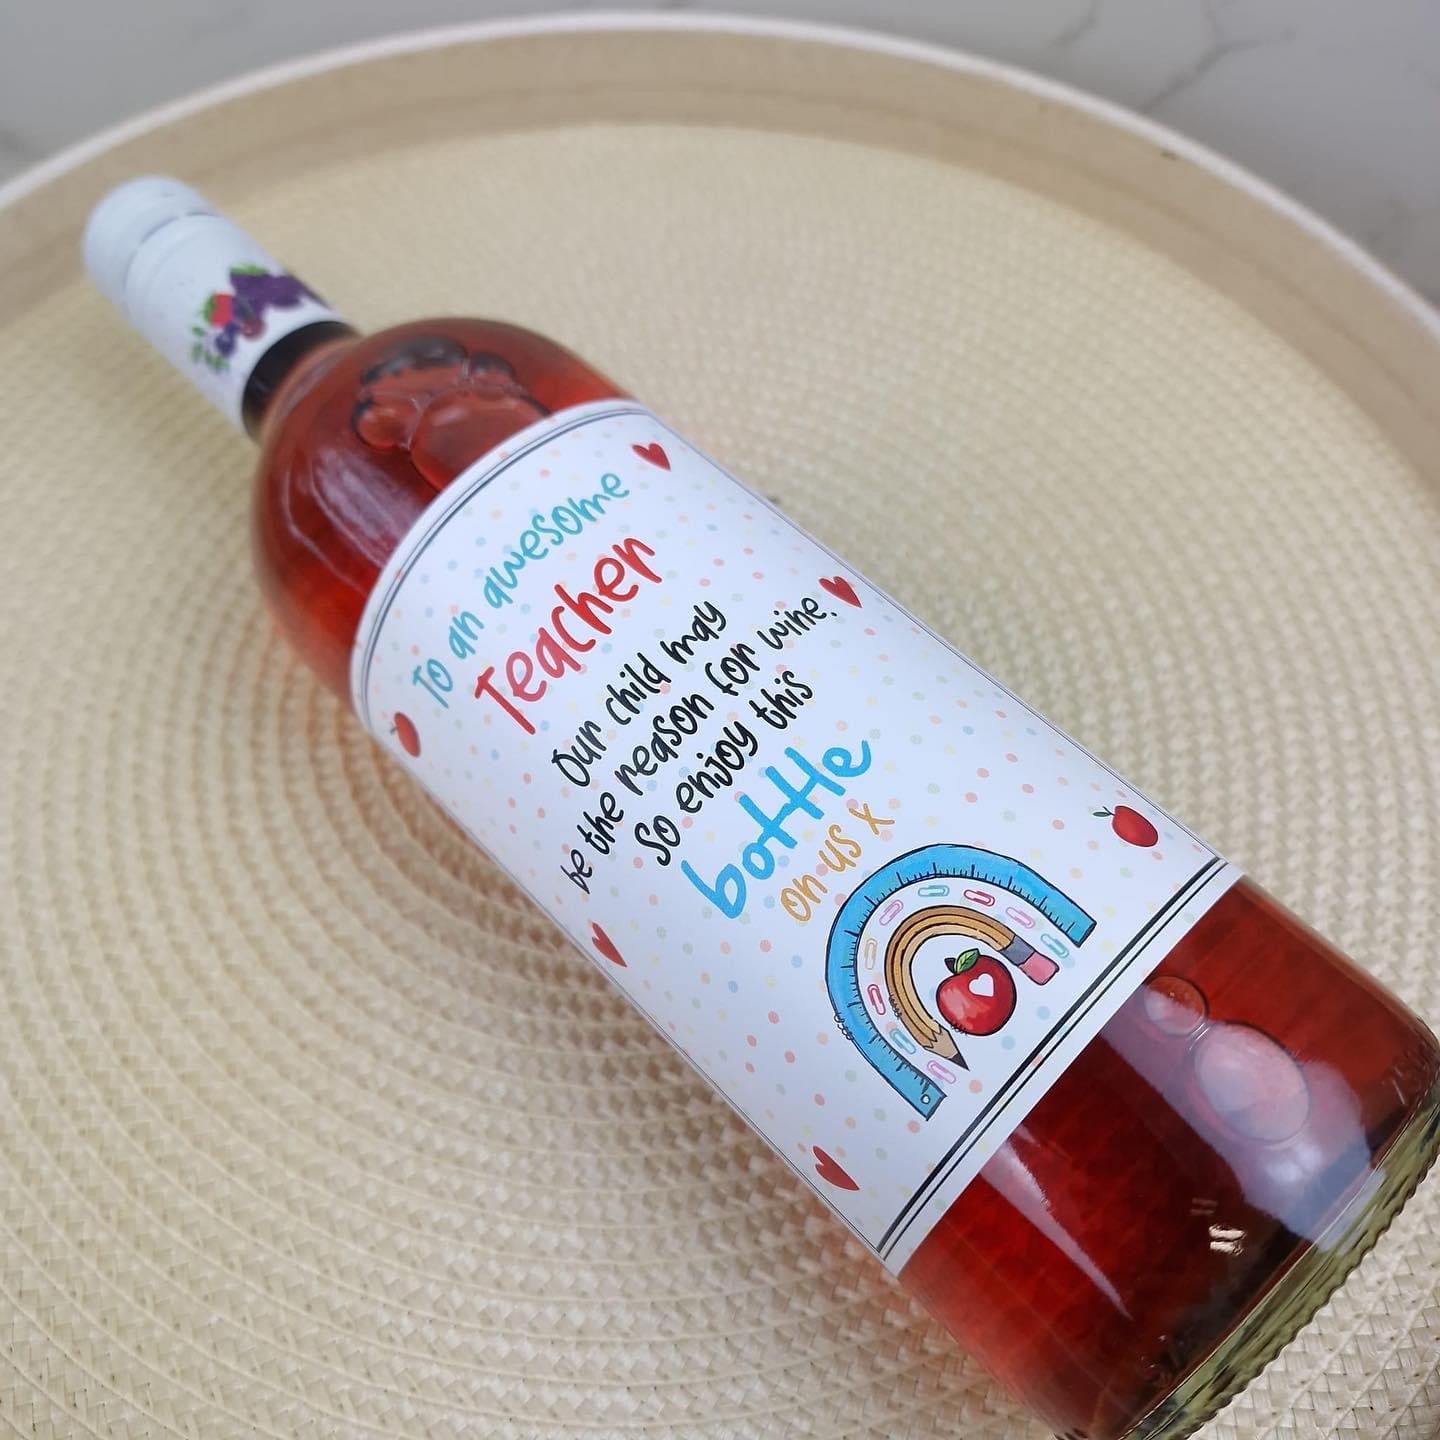 To an awesome
Teacher
Our child may
be the reason for wine.
So enjoy this
bottle
on us x